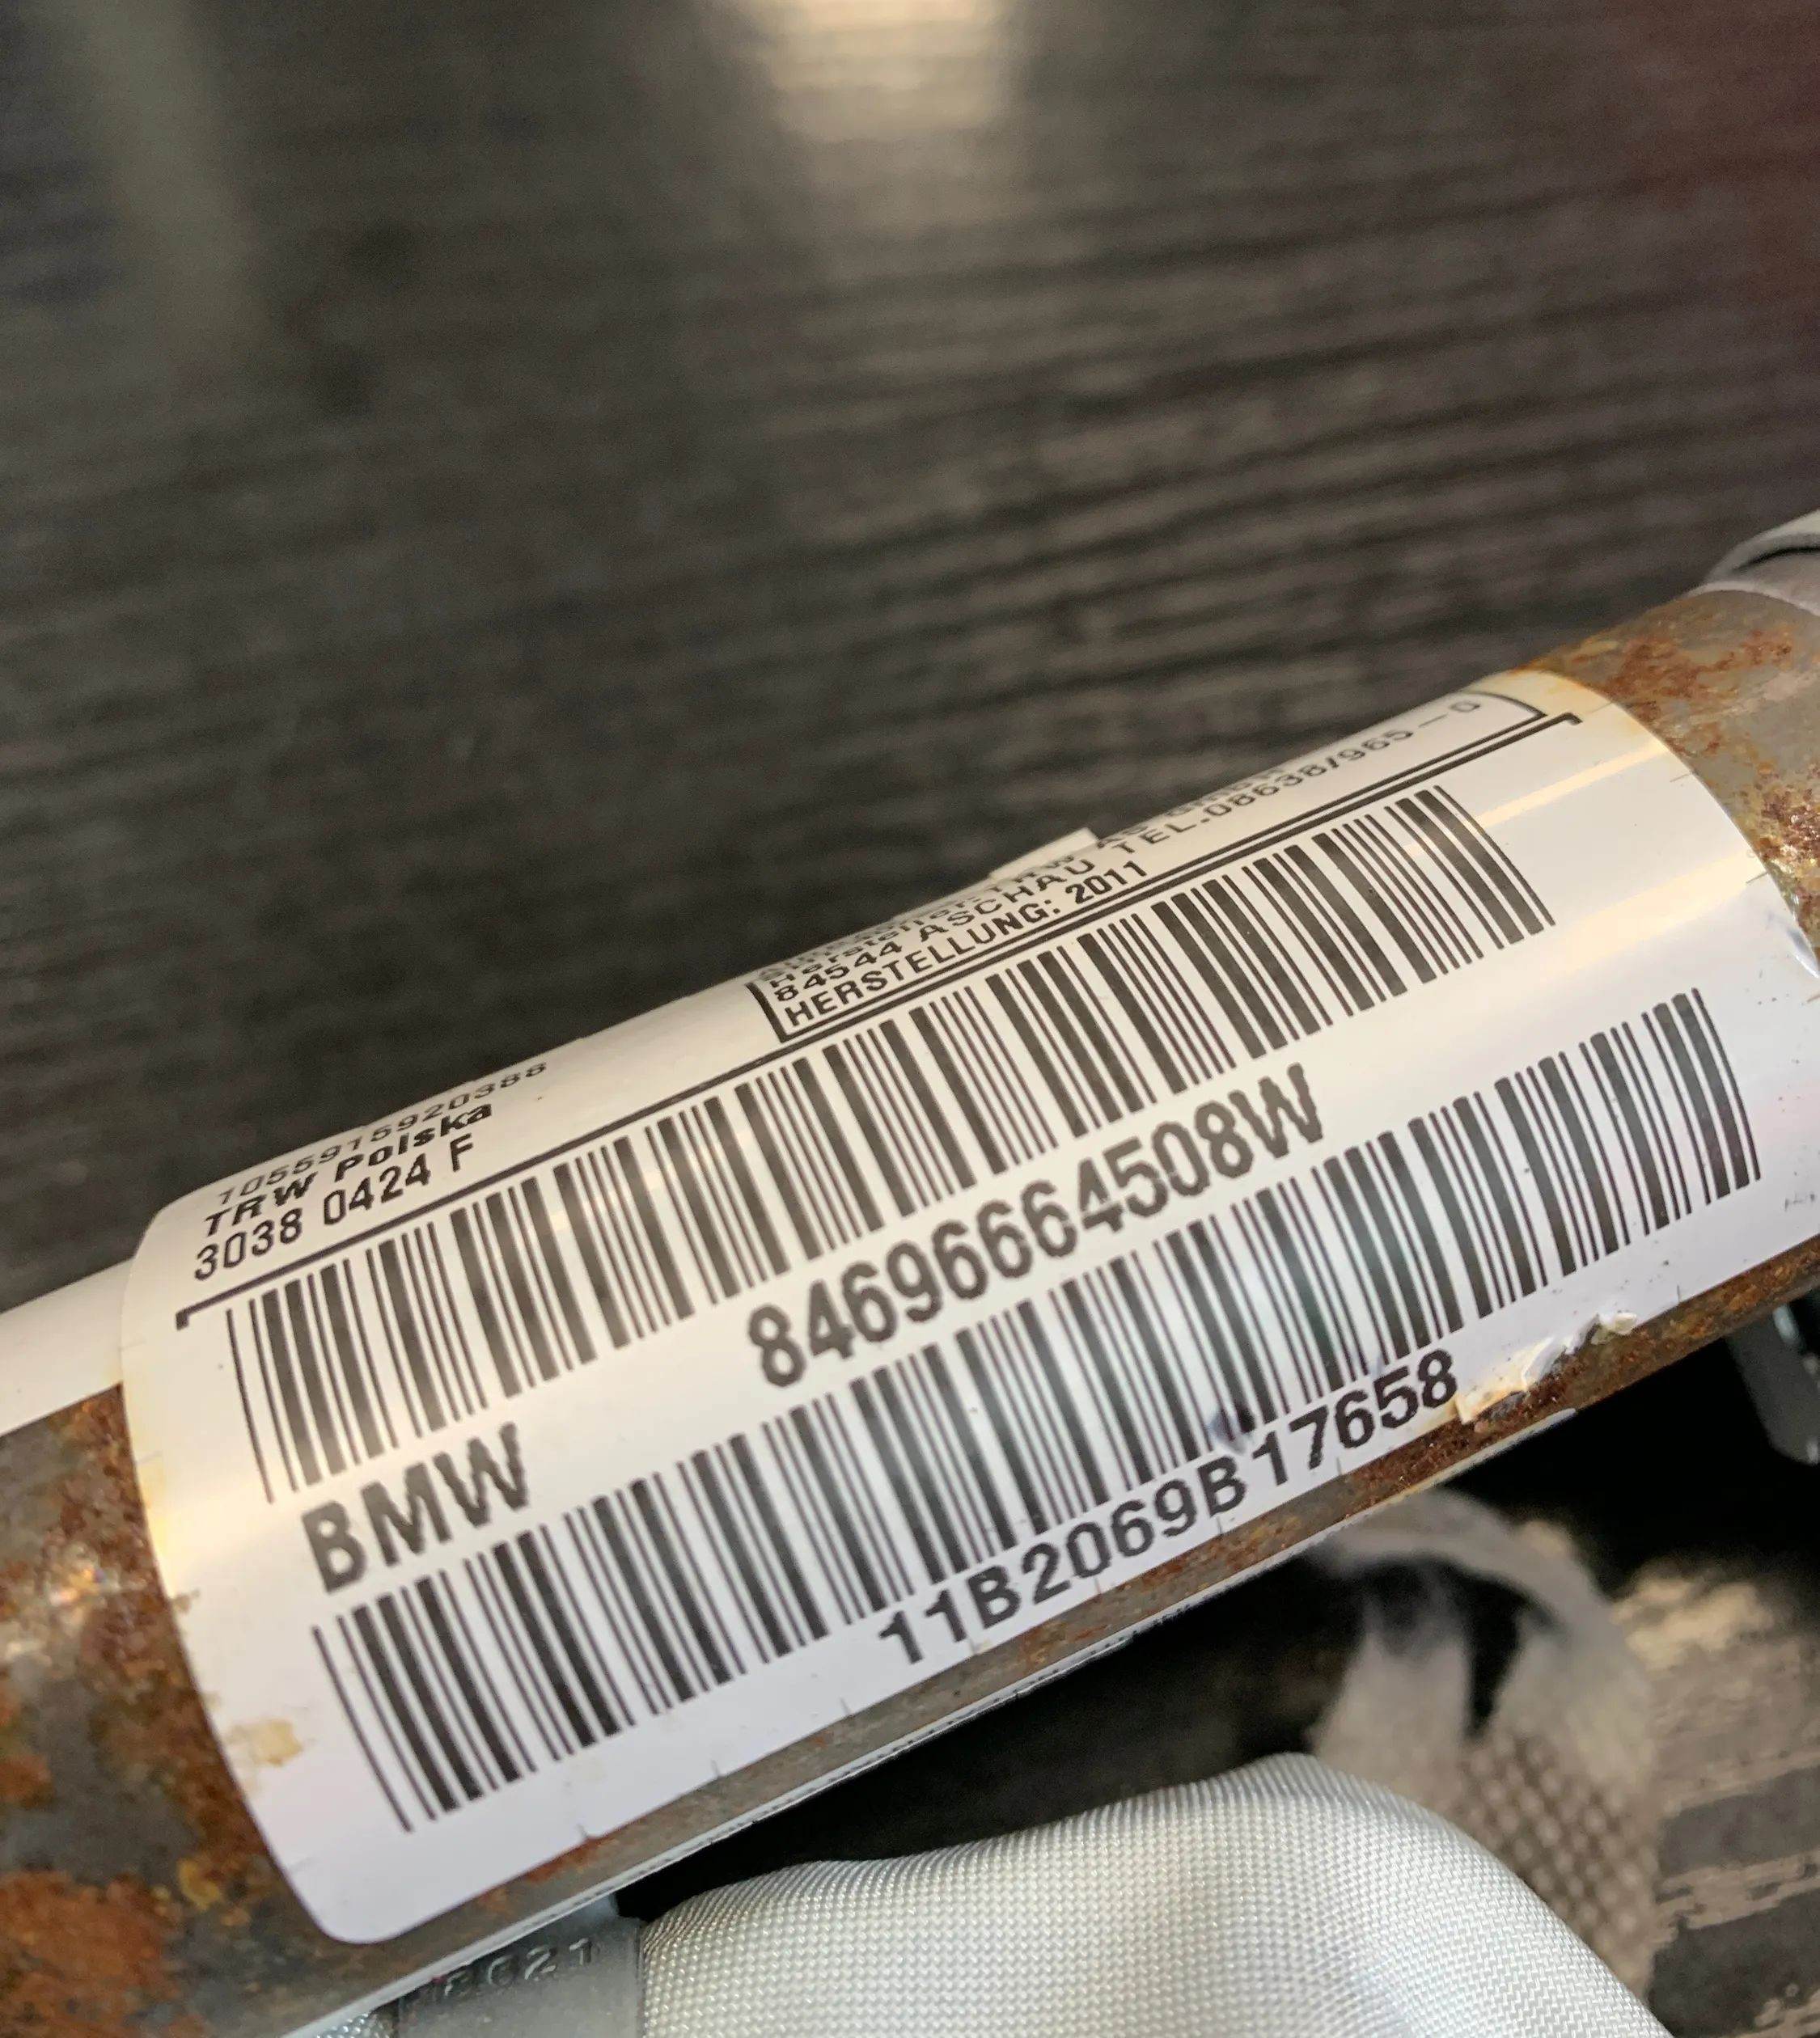 1055915920388
TRW Polska
3038 0424 F
84544 ASCHAU TEL.08638/965-0
HERSTELLUNG: 2011
BMW 84696664508W
11B2069B17658